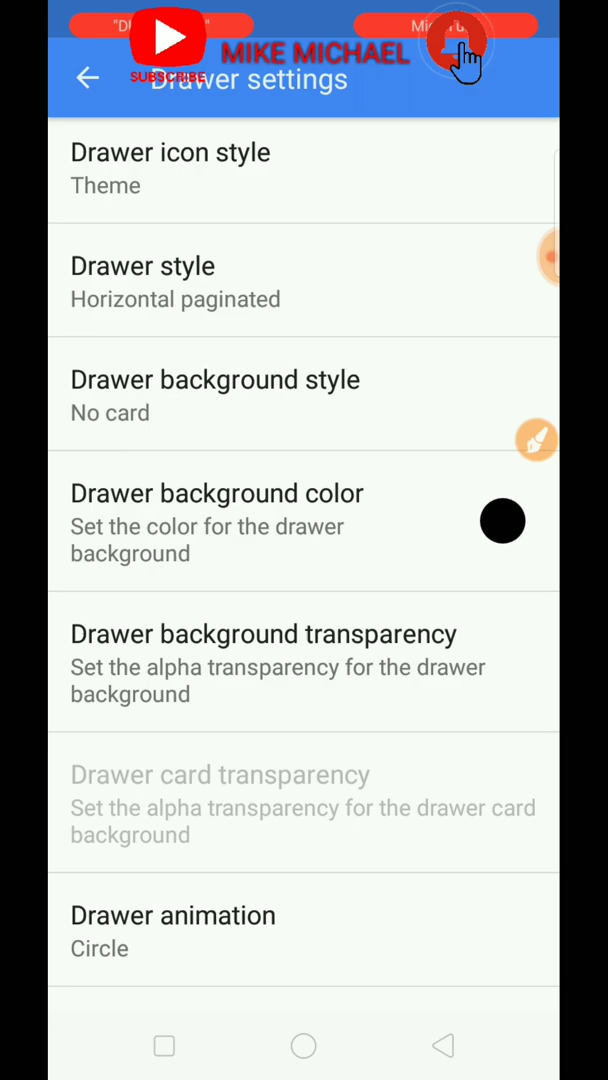 MIKE MICHAEL
SUBSCRIBE
Drawer settings
Drawer icon style
Theme
Drawer style
Horizontal paginated
Drawer background style
No card
Drawer background color
Set the color for the drawer
background
Drawer background transparency
Set the alpha transparency for the drawer
background
Drawer card transparency
Set the alpha transparency for the drawer card
background
Drawer animation
Circle